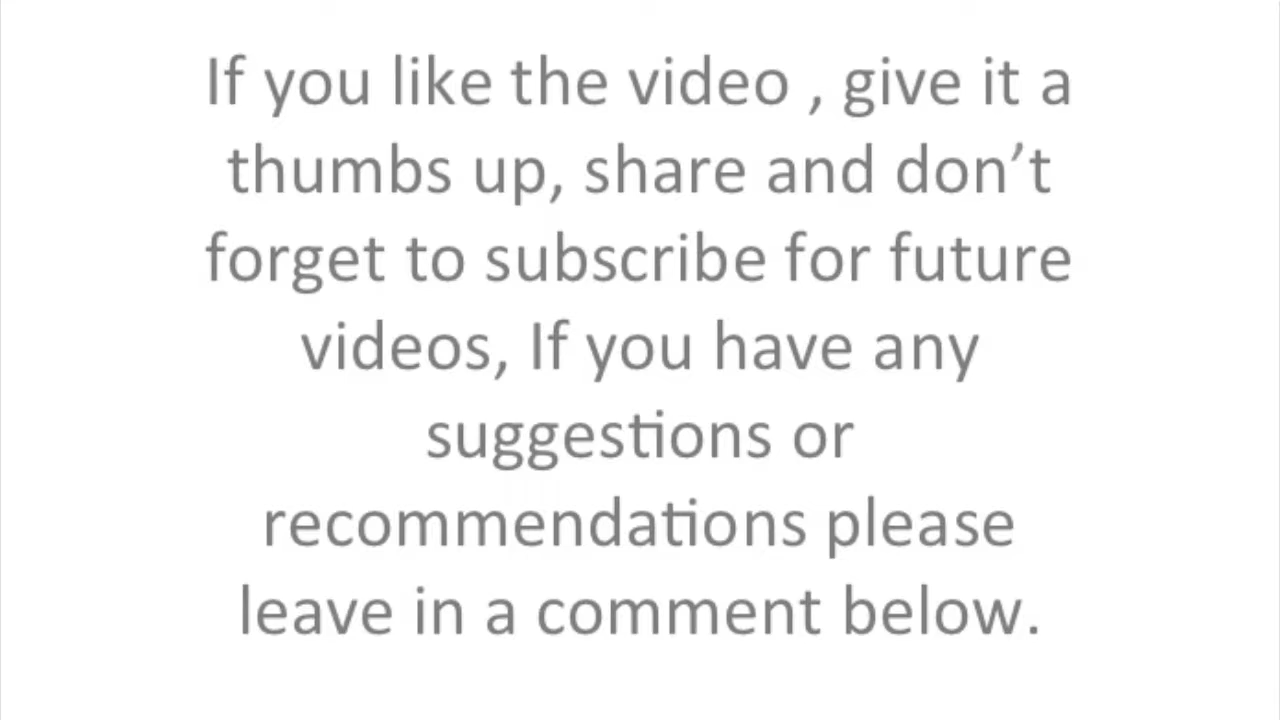 If you like the video , give it a
thumbs up, share and don’t
forget to subscribe for future
videos, If you have any
suggestions or
recommendations please
leave in a comment below.